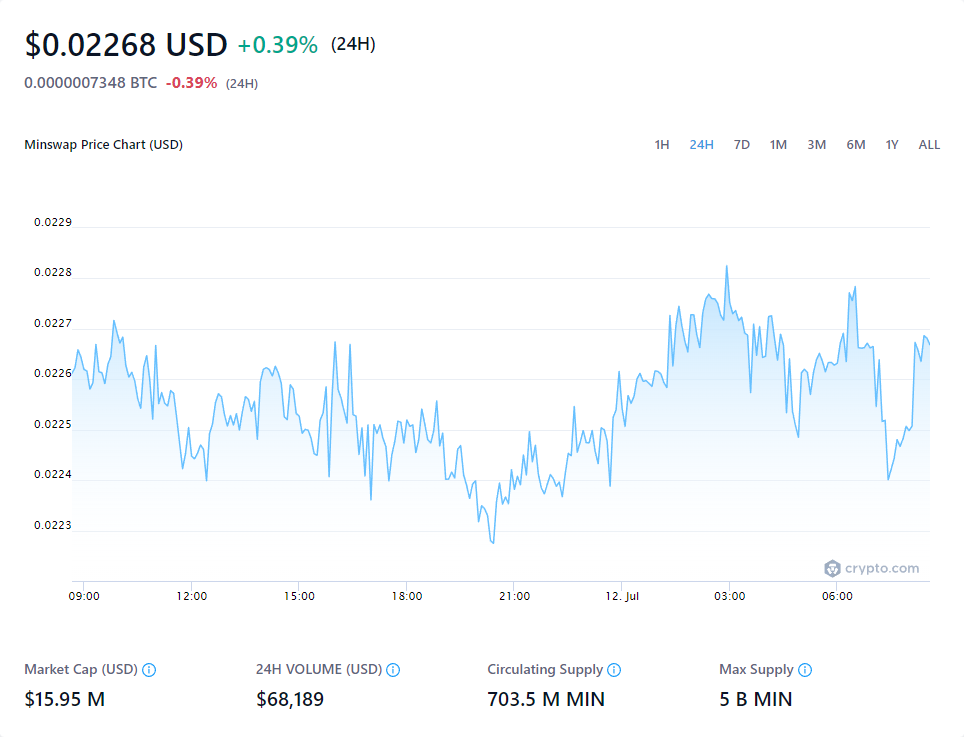 $0.02268 USD +0.39% (24H)
0.0000007348 BTC -0.39% (24H)
Minswap Price Chart (USD) 1H 24H 7D 1M 3M 6M 1Y ALL
0.0229
0.0228
0.0227
0.0226
0.0225
0.0224
0.0223
crypto.com
09:00 12:00 15:00 18:00 21:00 12. Jul 03:00 06:00
Market Cap (USD) 24H VOLUME (USD) Circulating Supply Max Supply
$15.95 M $68,189 703.5 M MIN 5 B MIN